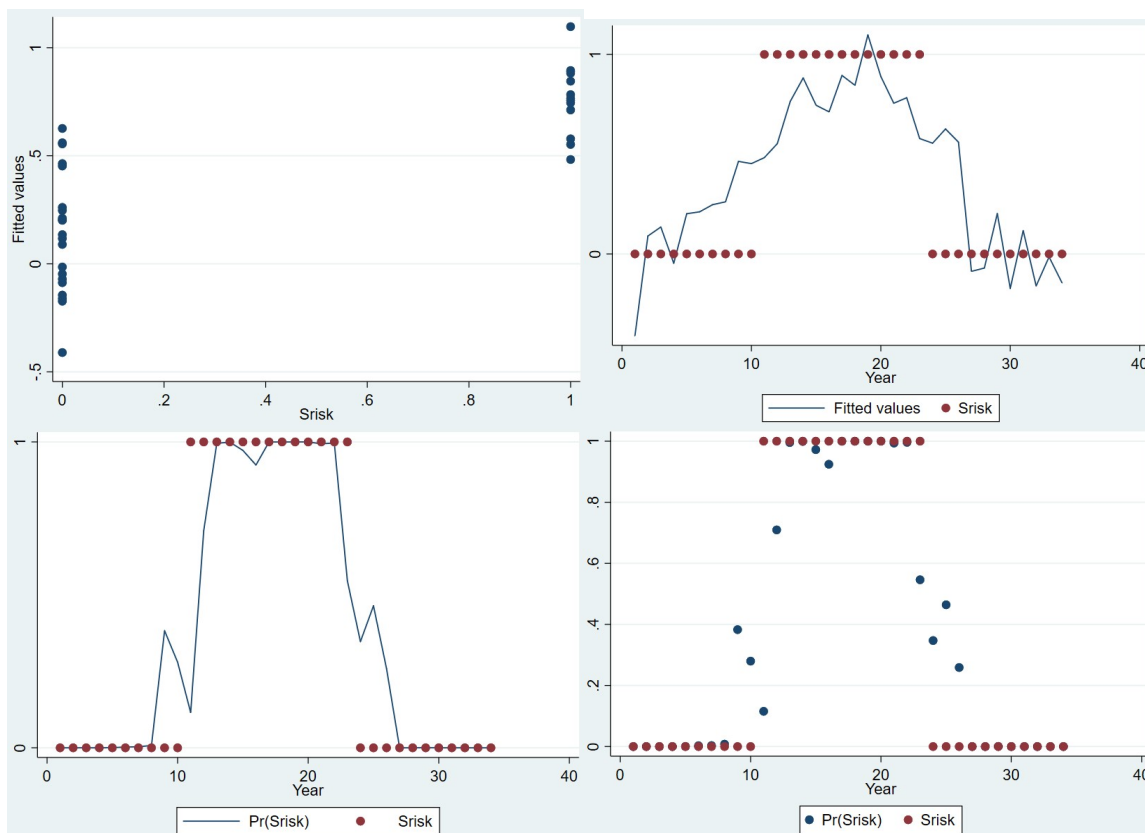 1
.5
0
-.5
Fitted values
0 .2 .4 .6 .8 1
Srisk
1
0
0 10 20 30 40
Year
Fitted values Srisk
1
0
0 10 20 30 40
Year
Pr(Srisk) Srisk
1
.8
.6
.4
.2
0
0 10 20 30 40
Year
Pr(Srisk) Srisk